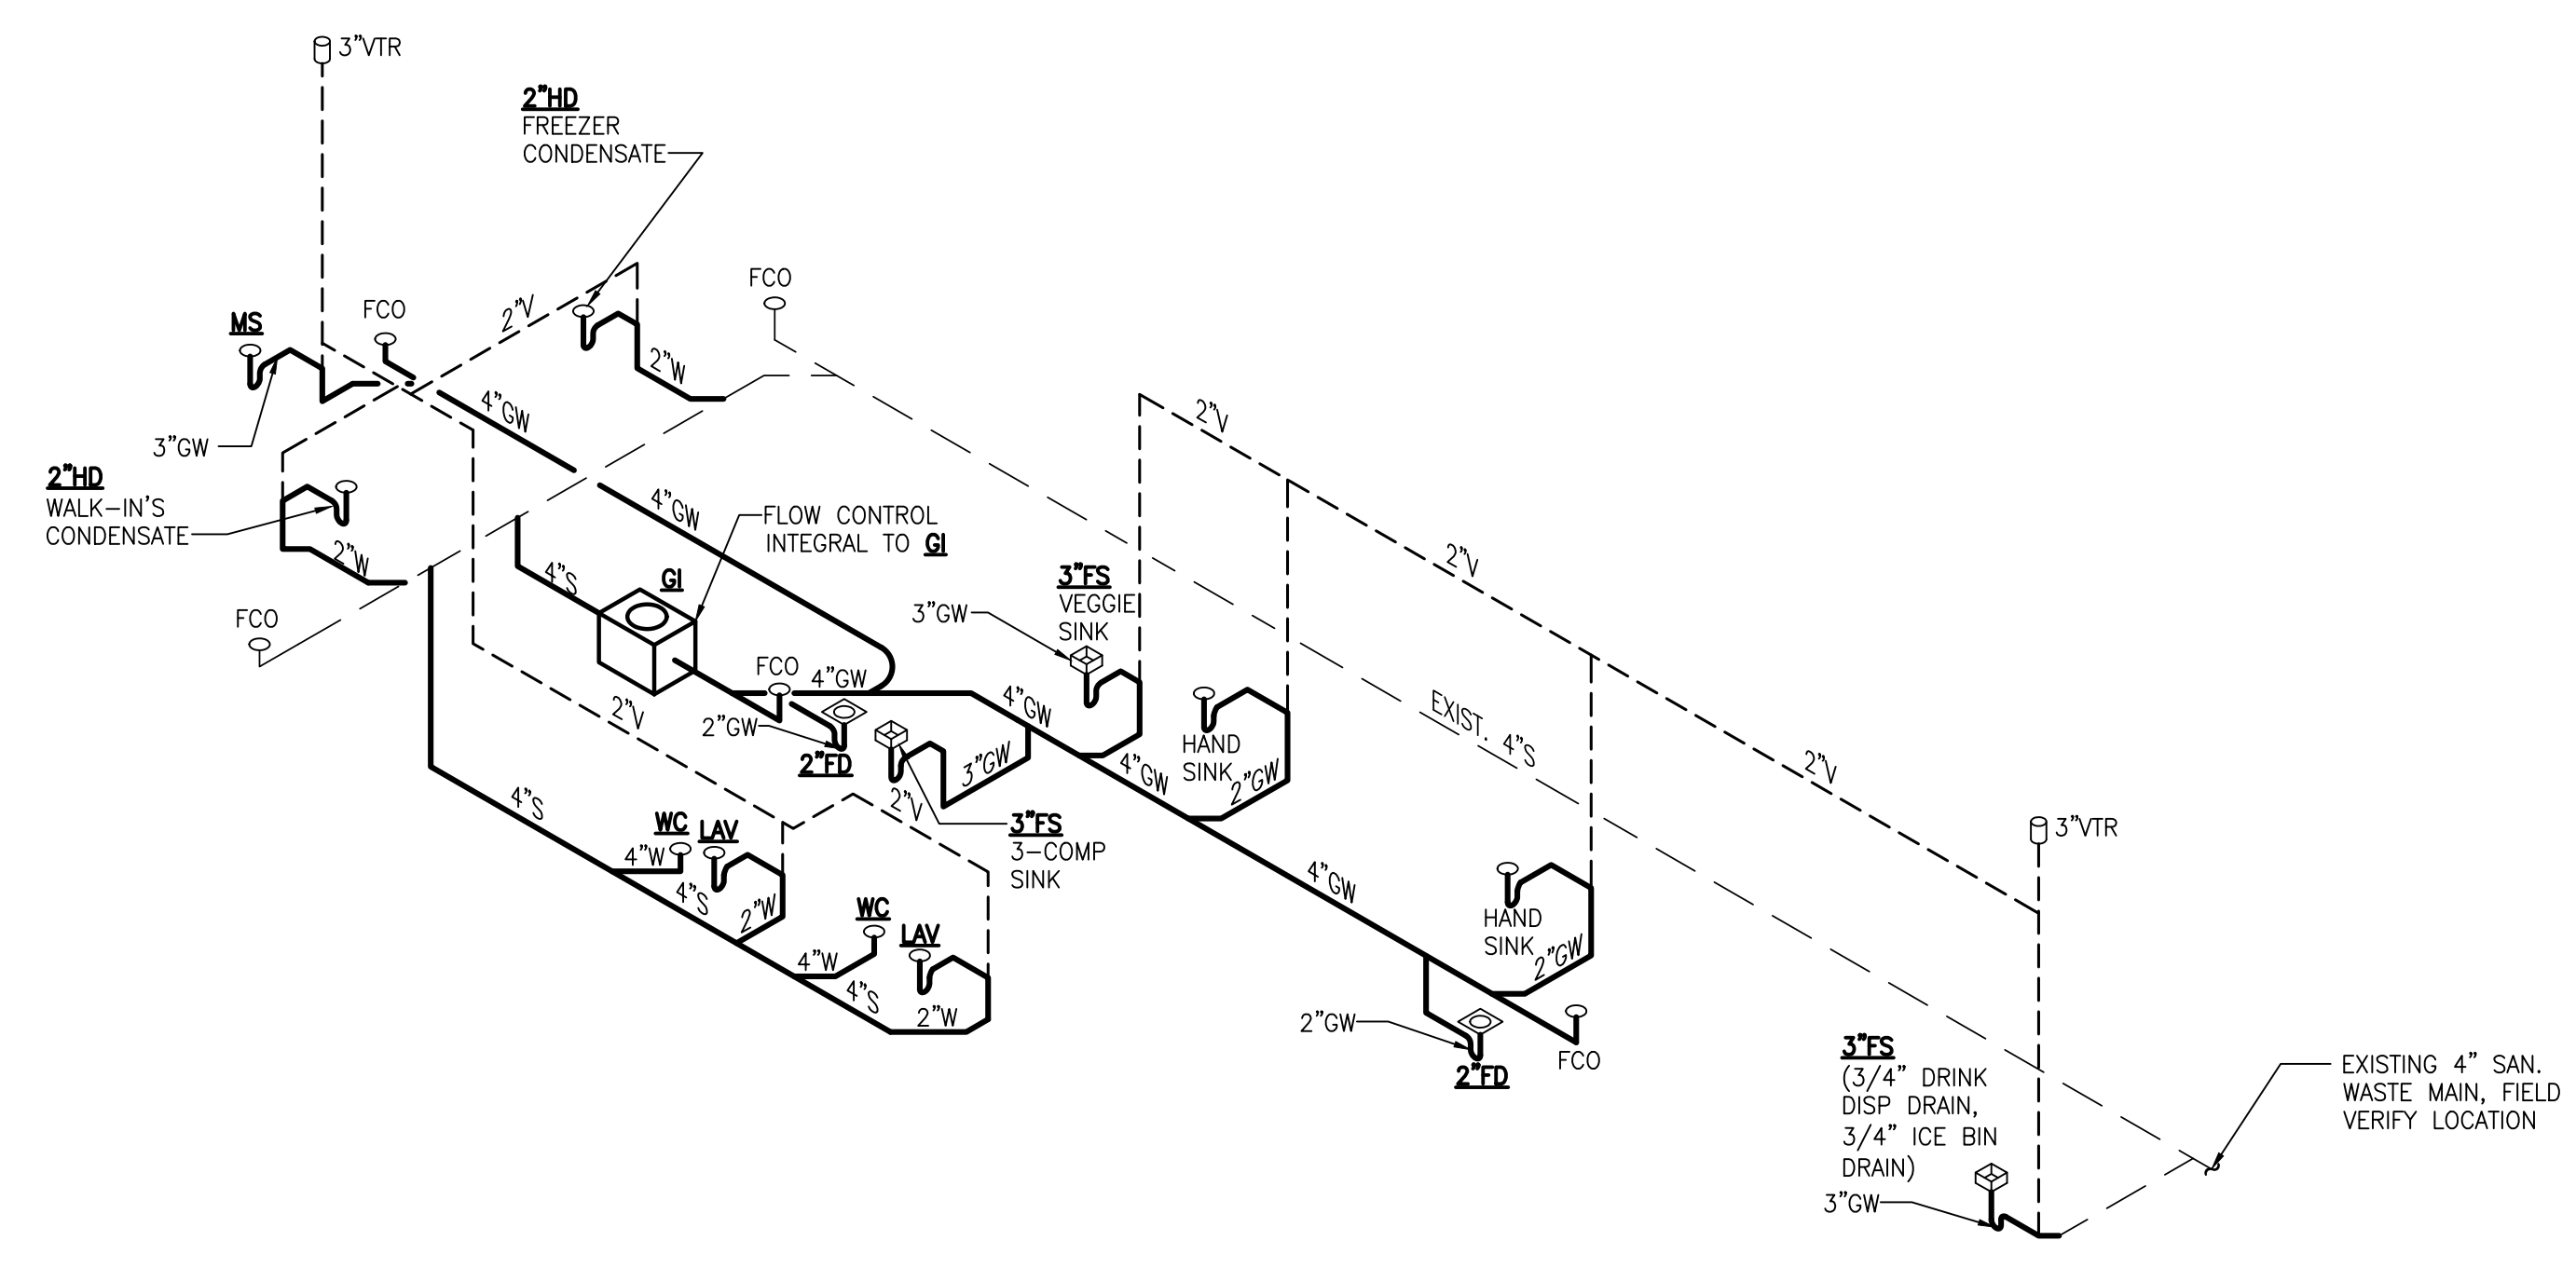 3"VTR
2"HD
FREEZER
CONDENSATE
FCO
2"V
FCO
MS
2"W
4"GW
2"V
3"GW
2"HD
WALK-IN'S
CONDENSATE
4"GW
FLOW CONTROL
INTEGRAL TO GI
2"W
4"S
GI
2"V
3"FS
VEGGIE
SINK
3"GW
FCO
FCO
4"GW
4"GW
2"V
2"GW
2"FD
3"GW
HAND
SINK
4"GW
2"GW
EXIST. 4"S
2"V
4"S
2"V
3"FS
3-COMP
SINK
WC
LAV
4"W
4"S
2"W
WC
LAV
4"W
4"S
2"W
4"GW
3"VTR
HAND
SINK
2"GW
2"GW
2"FD
FCO
3"FS
(3/4" DRINK
DISP DRAIN,
3/4" ICE BIN
DRAIN)
3"GW
EXISTING 4" SAN.
WASTE MAIN, FIELD
VERIFY LOCATION